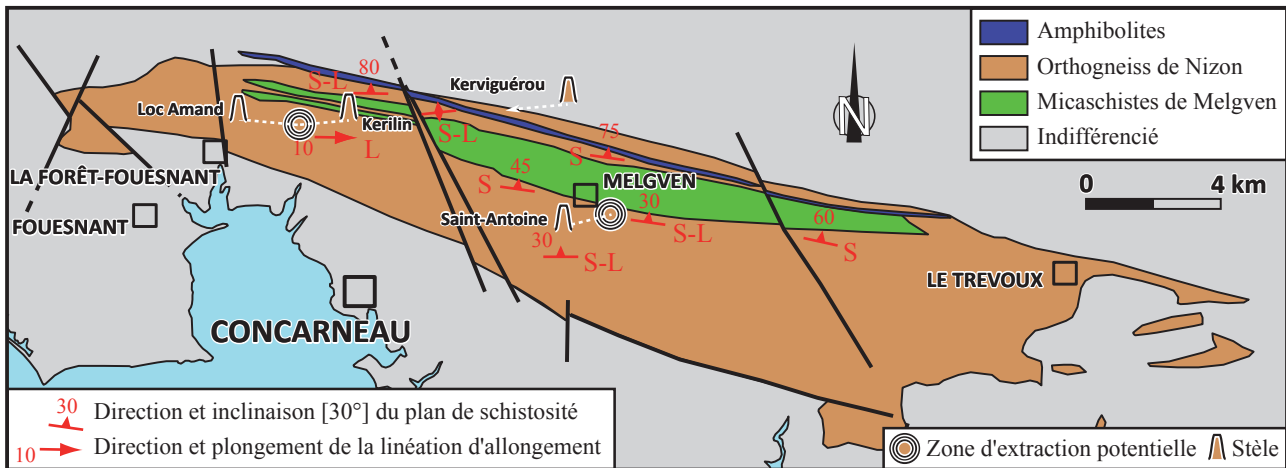 Amphibolites
Orthogneiss de Nizon
Micaschistes de Melgven
Indifférencié
N
0 4 km
S-L
80
Kerviguérou
Loc Amand
Kerilin
S-L
10
L
75
S
LA FORÊT-FOUESNANT
FOUESNANT
45
S
MELGVEN
Saint-Antoine
30
S-L
60
S
30
S-L
LE TREVOUX
CONCARNEAU
30 Direction et inclinaison [30°] du plan de schistosité
10 Direction et plongement de la linéation d'allongement
Zone d'extraction potentielle Stèle